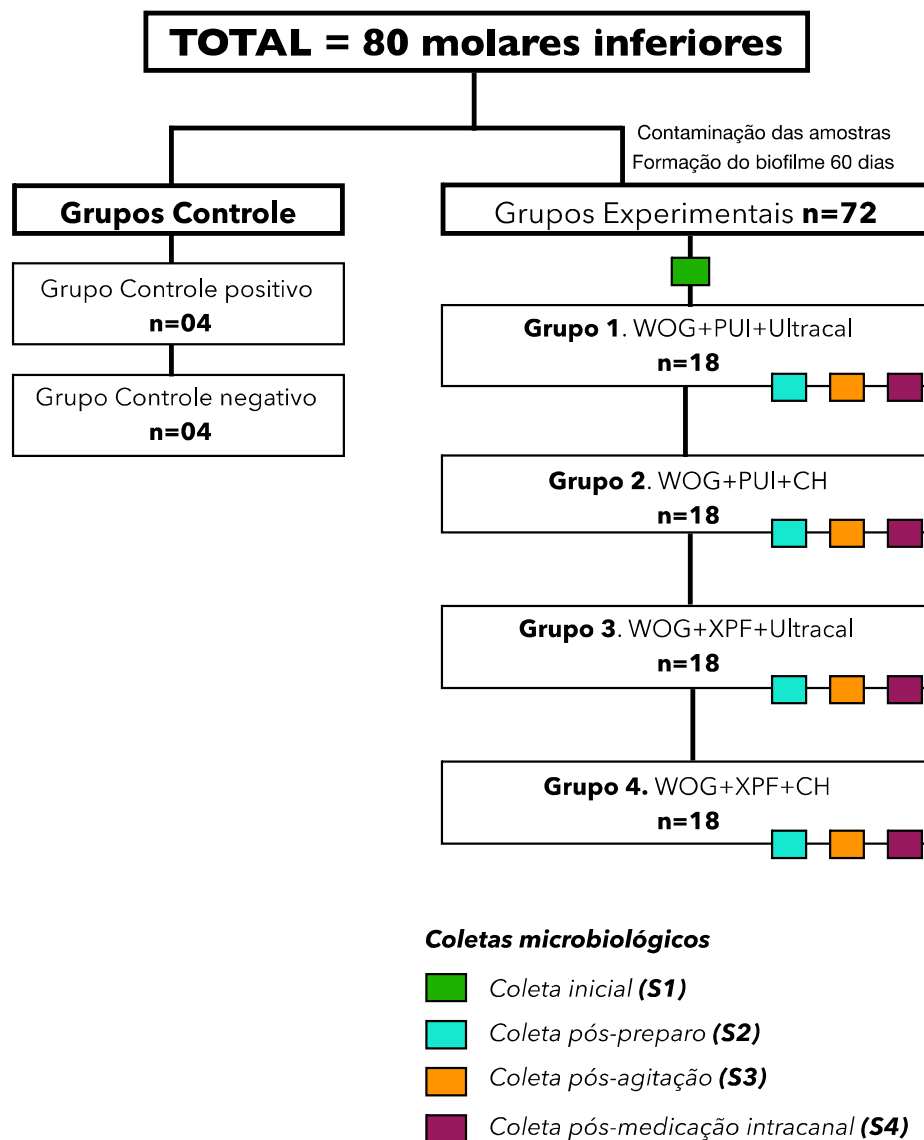 TOTAL = 80 molares inferiores
Contaminação das amostras
Formação do biofilme 60 dias
Grupos Controle
Grupo Controle positivo
n=04
Grupo Controle negativo
n=04
Grupos Experimentais n=72
Grupo 1. WOG+PUI+Ultracal
n=18
Grupo 2. WOG+PUI+CH
n=18
Grupo 3. WOG+XPF+Ultracal
n=18
Grupo 4. WOG+XPF+CH
n=18
Coletas microbiológicos
Coleta inicial (S1)
Coleta pós-preparo (S2)
Coleta pós-agitação (S3)
Coleta pós-medicação intracanal (S4)